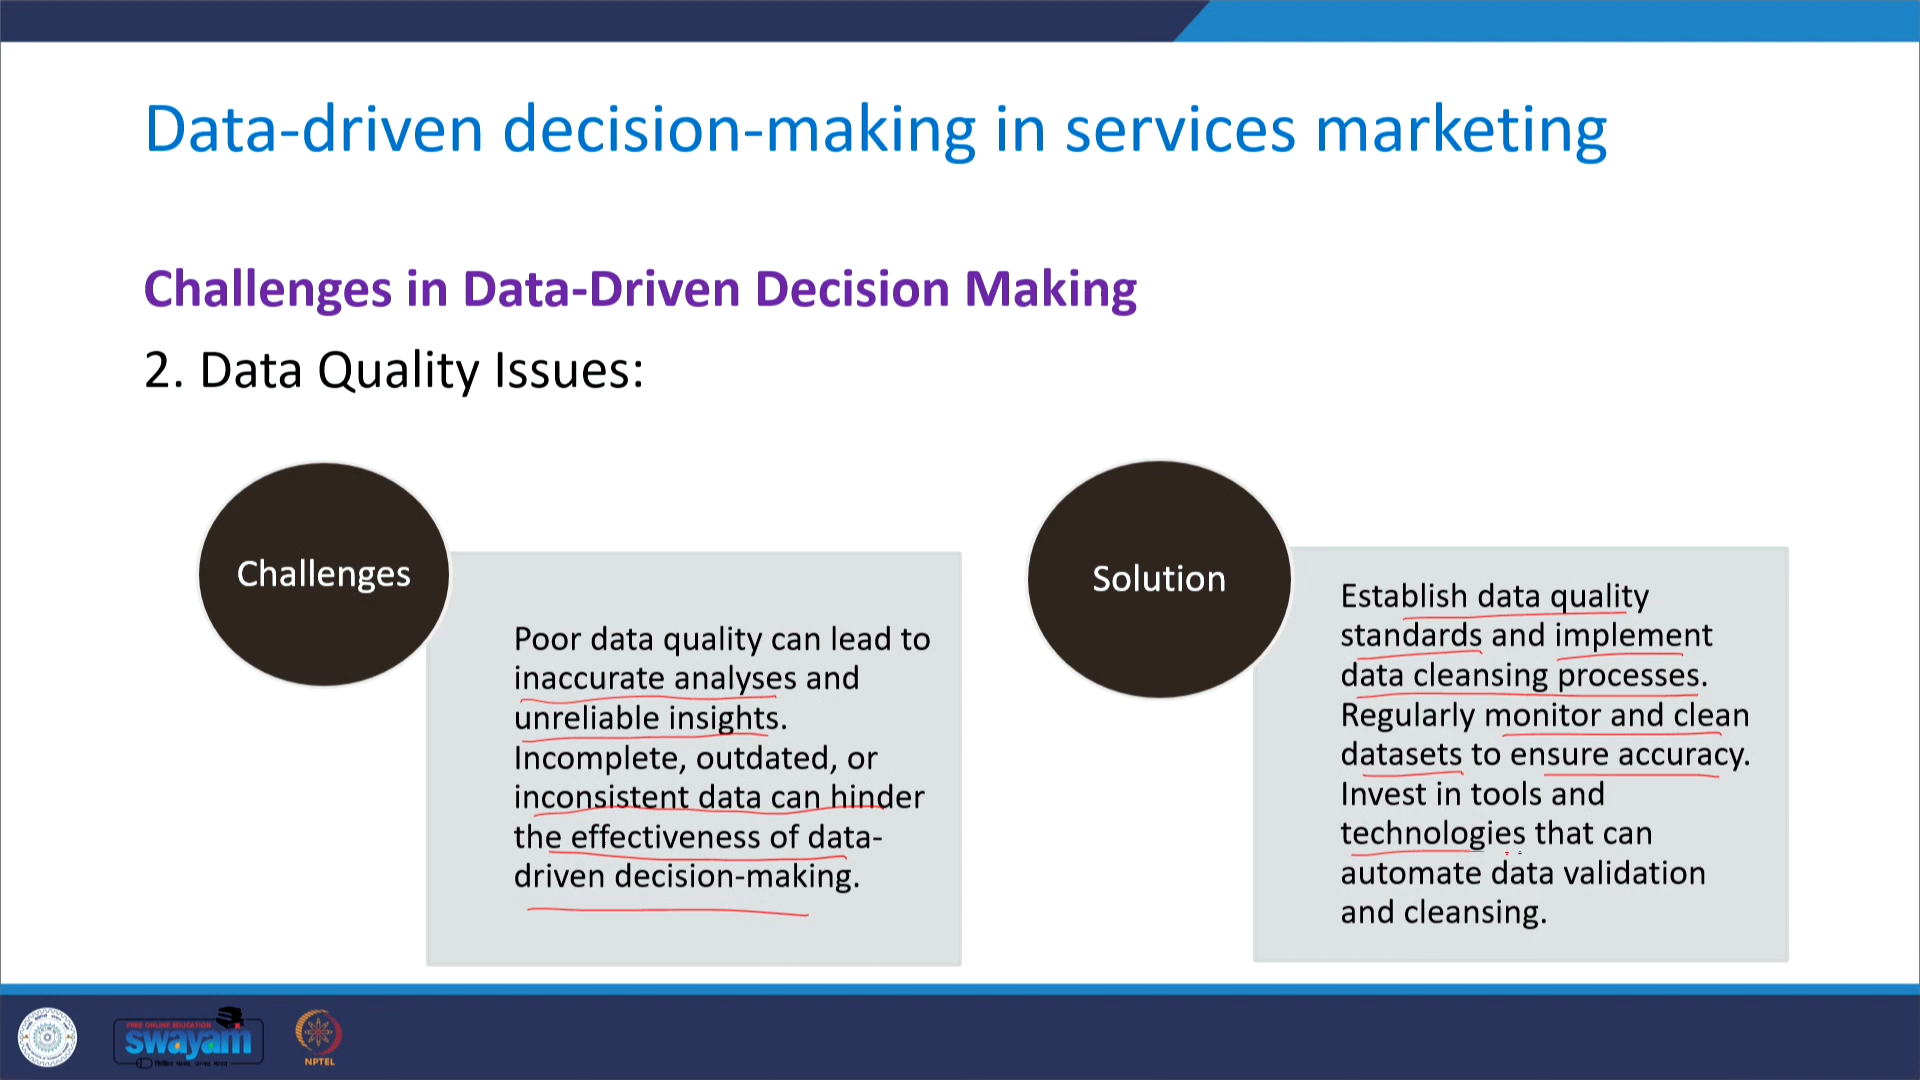 Data-driven decision-making in services marketing
Challenges in Data-Driven Decision Making
2. Data Quality Issues:
Challenges
Poor data quality can lead to
inaccurate analyses and
unreliable insights.
Incomplete, outdated, or
inconsistent data can hinder
the effectiveness of data-
driven decision-making.
Solution
Establish data quality
standards and implement
data cleansing processes.
Regularly monitor and clean
datasets to ensure accuracy.
Invest in tools and
technologies that can
automate data validation
and cleansing.
FREE ONLINE EDUCATION
swayam
NPTEL